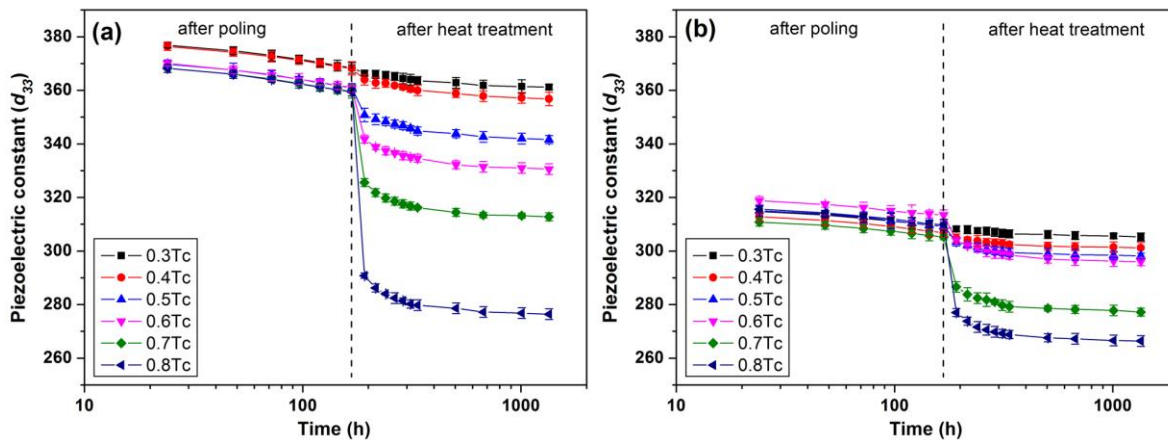 (a)
after poling
after heat treatment
Piezoelectric constant (d33)
380
360
340
320
300
280
260
0.3Tc
0.4Tc
0.5Tc
0.6Tc
0.7Tc
0.8Tc
10
100
1000
Time (h)
(b)
after poling
after heat treatment
Piezoelectric constant (d33)
380
360
340
320
300
280
260
0.3Tc
0.4Tc
0.5Tc
0.6Tc
0.7Tc
0.8Tc
10
100
1000
Time (h)